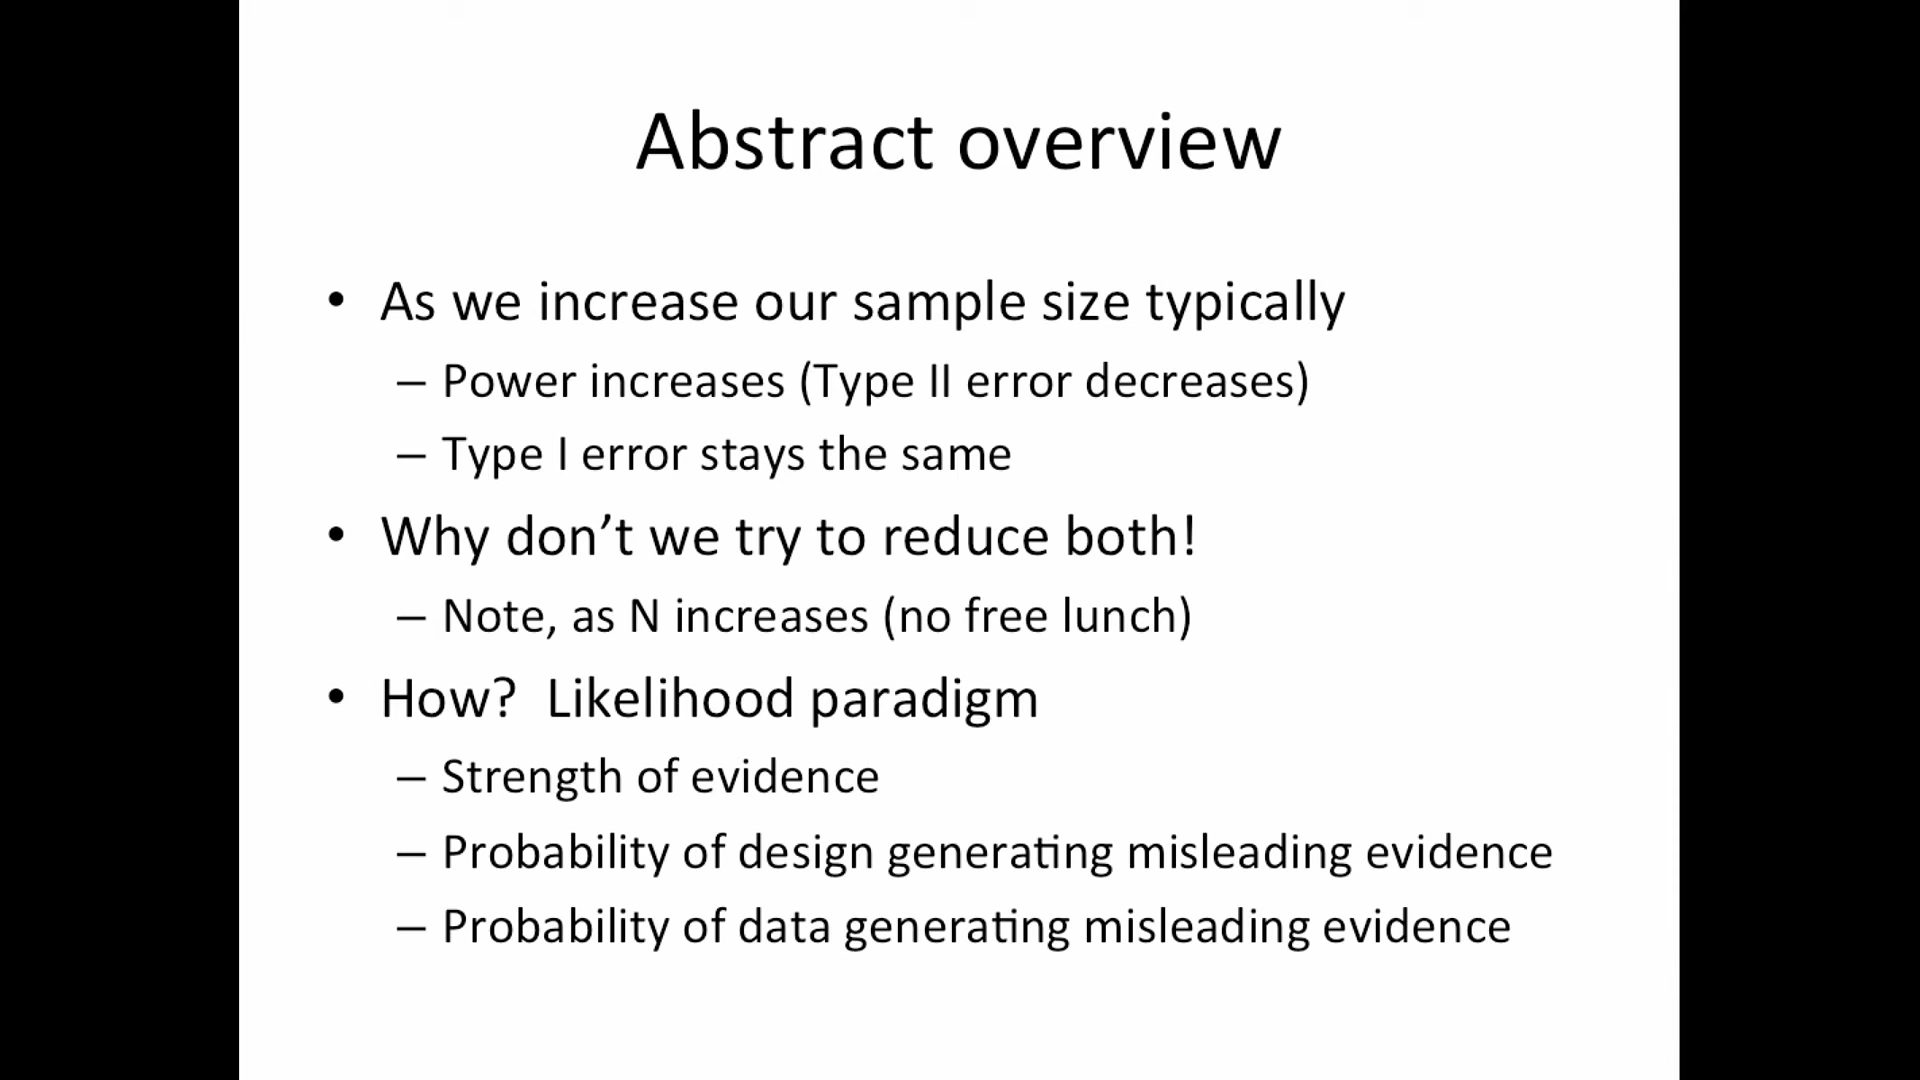 Abstract overview
• As we increase our sample size typically
– Power increases (Type II error decreases)
– Type I error stays the same
• Why don’t we try to reduce both!
– Note, as N increases (no free lunch)
• How?  Likelihood paradigm
– Strength of evidence
– Probability of design generating misleading evidence
– Probability of data generating misleading evidence